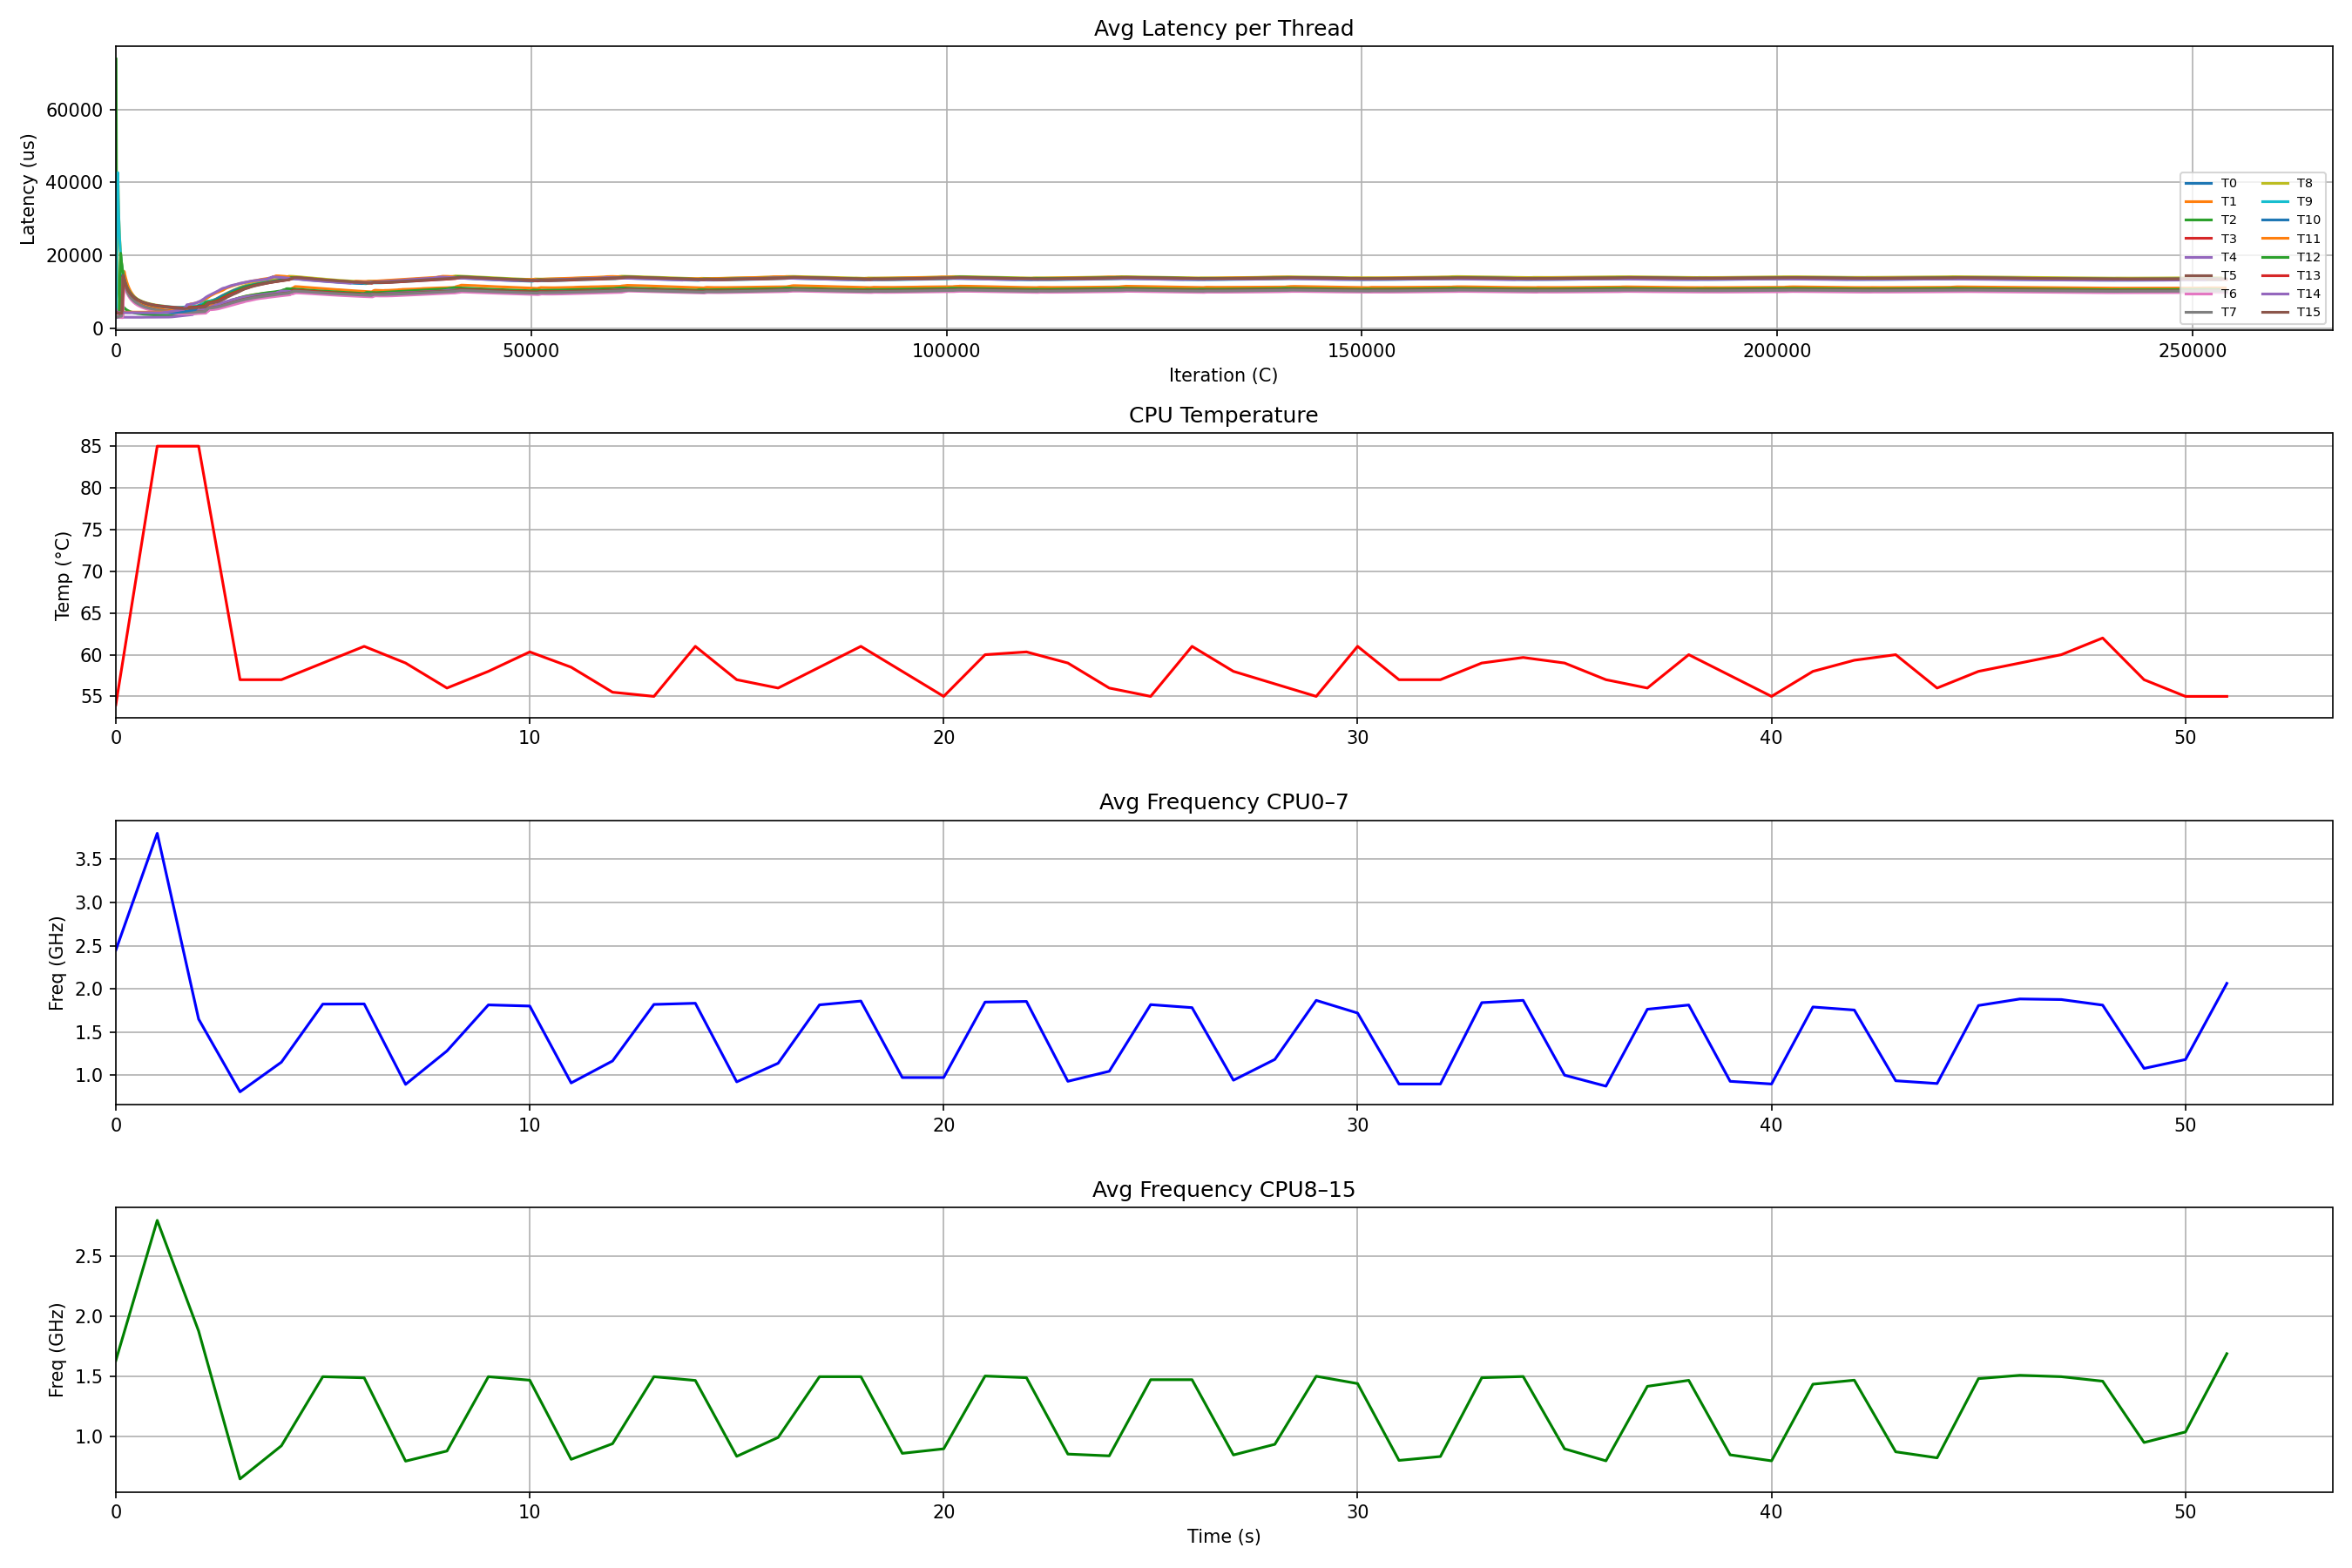 Avg Latency per Thread
Latency (us)
60000
40000
20000
0
T0 T8
T1 T9
T2 T10
T3 T11
T4 T12
T5 T13
T6 T14
T7 T15
0 50000 100000 150000 200000 250000
Iteration (C)
CPU Temperature
Temp (°C)
85
80
75
70
65
60
55
0 10 20 30 40 50
Avg Frequency CPU0–7
Freq (GHz)
3.5
3.0
2.5
2.0
1.5
1.0
0 10 20 30 40 50
Avg Frequency CPU8–15
Freq (GHz)
2.5
2.0
1.5
1.0
0 10 20 30 40 50
Time (s)